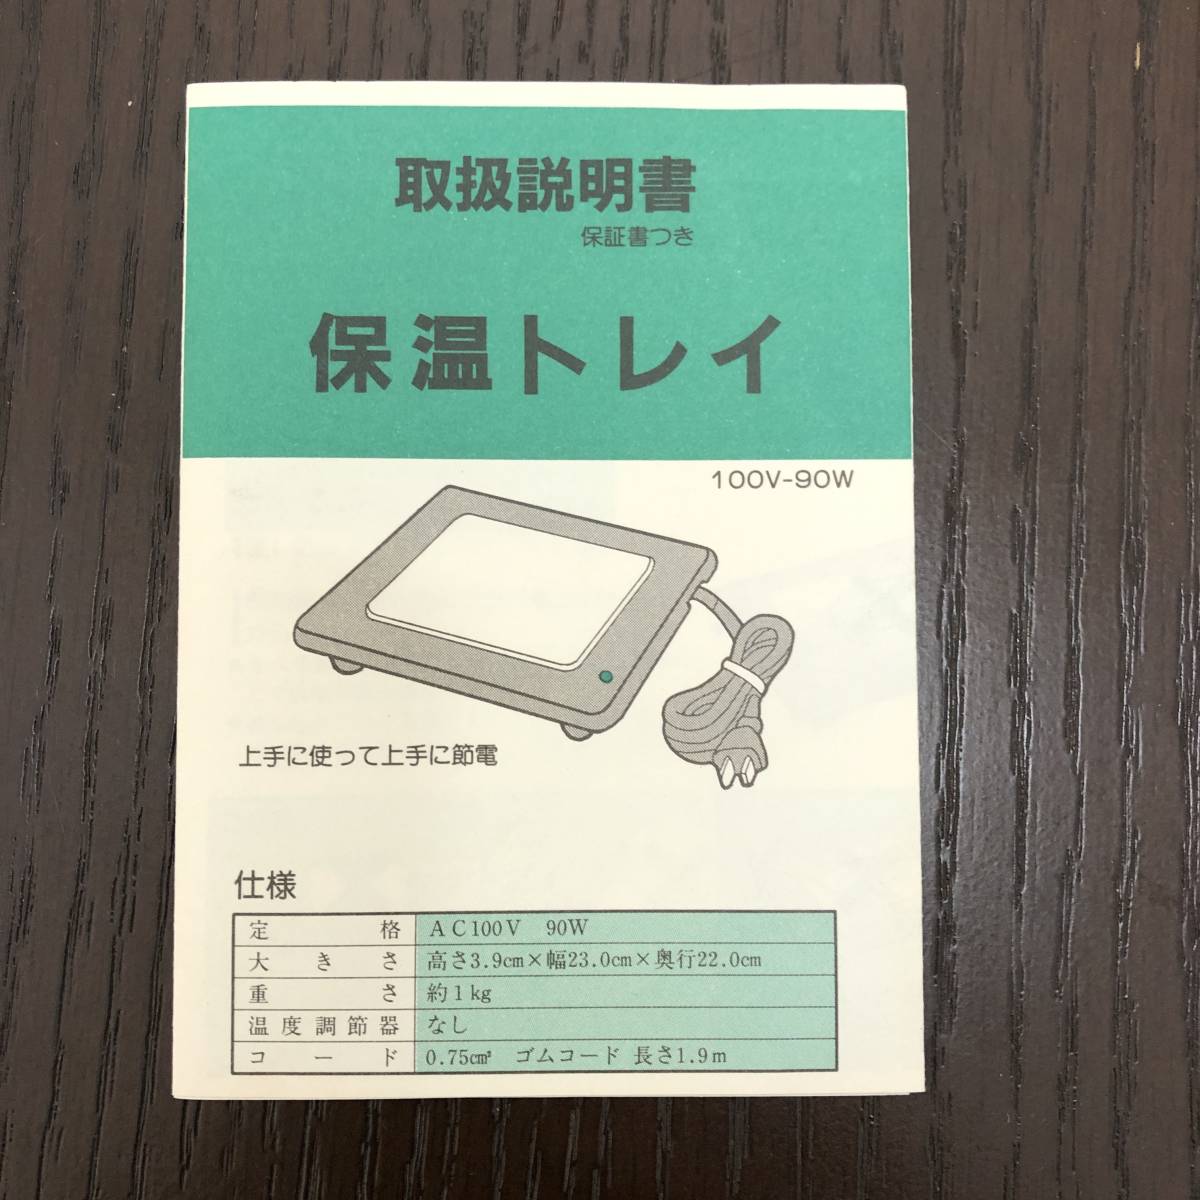 取扱説明書
保証書つき
保温トレイ
100V-90W
上手に使って上手に節電
仕様
定格 AC100V 90W
大きさ 高さ3.9cm×幅23.0cm×奥行22.0cm
重さ 約1kg
温度調節器 なし
コード 0.75cm² ゴムコード 長さ1.9m